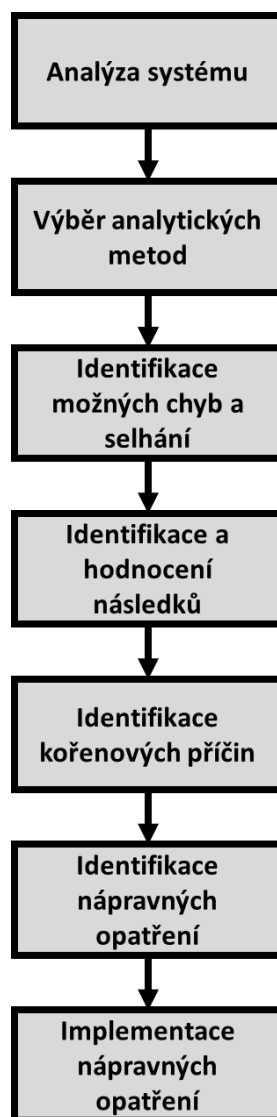 Analýza systému
Výběr analytických
metod
Identifikace
možných chyb a
selhání
Identifikace a
hodnocení
následků
Identifikace
kořenových příčin
Identifikace
nápravných
opatření
Implementace
nápravných
opatření